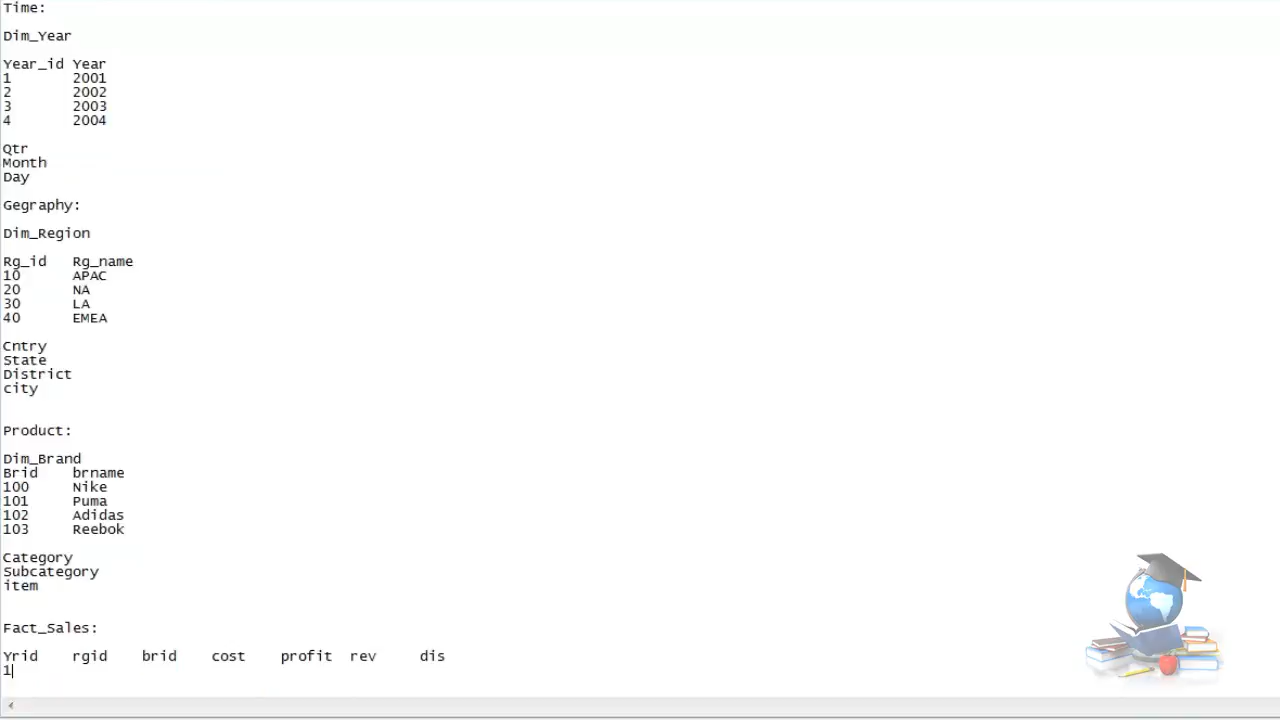 Time:
Dim_Year
Year_id Year
1 2001
2 2002
3 2003
4 2004
Qtr
Month
Day
Gegraphy:
Dim_Region
Rg_id Rg_name
10 APAC
20 NA
30 LA
40 EMEA
Cntry
State
District
city
Product:
Dim_Brand
Brid brname
100 Nike
101 Puma
102 Adidas
103 Reebok
Category
Subcategory
item
Fact_Sales:
Yrid rgid brid cost profit rev dis
1